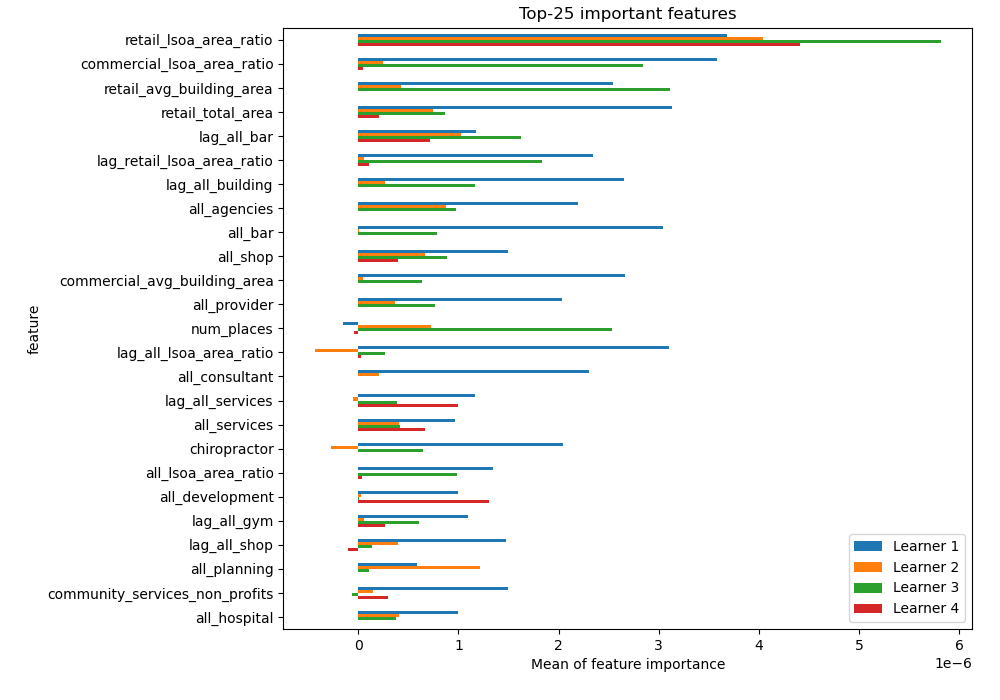 Top-25 important features
retail_lsoa_area_ratio
commercial_lsoa_area_ratio
retail_avg_building_area
retail_total_area
lag_all_bar
lag_retail_lsoa_area_ratio
lag_all_building
all_agencies
all_bar
all_shop
commercial_avg_building_area
all_provider
num_places
lag_all_lsoa_area_ratio
all_consultant
lag_all_services
all_services
chiropractor
all_lsoa_area_ratio
all_development
lag_all_gym
lag_all_shop
all_planning
community_services_non_profits
all_hospital
feature
Learner 1
Learner 2
Learner 3
Learner 4
0 1 2 3 4 5 6
Mean of feature importance
1e−6